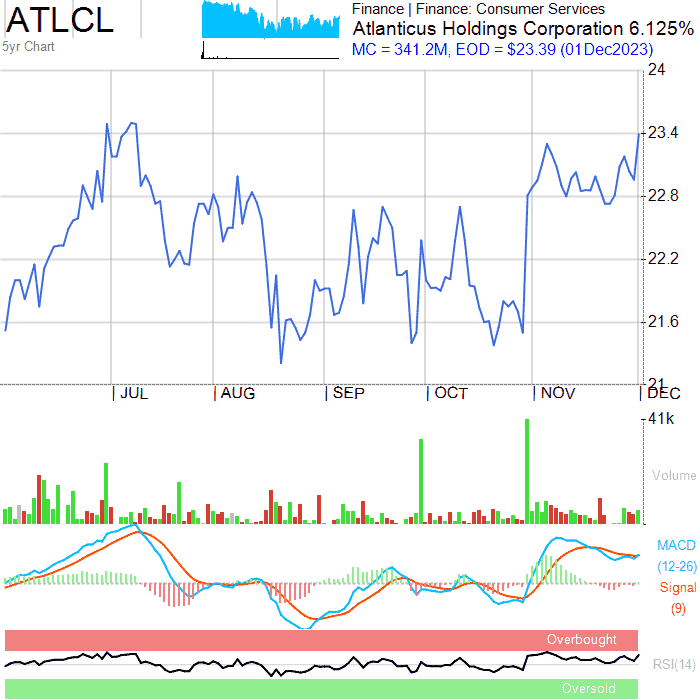 ATLCL
5yr Chart
Finance | Finance: Consumer Services
Atlanticus Holdings Corporation 6.125%
MC = 341.2M, EOD = $23.39 (01Dec2023)
24
23.4
22.8
22.2
21.6
21
JUL
AUG
SEP
OCT
NOV
DEC
41k
Volume
MACD
(12-26)
Signal
(9)
Overbought
RSI(14)
Oversold